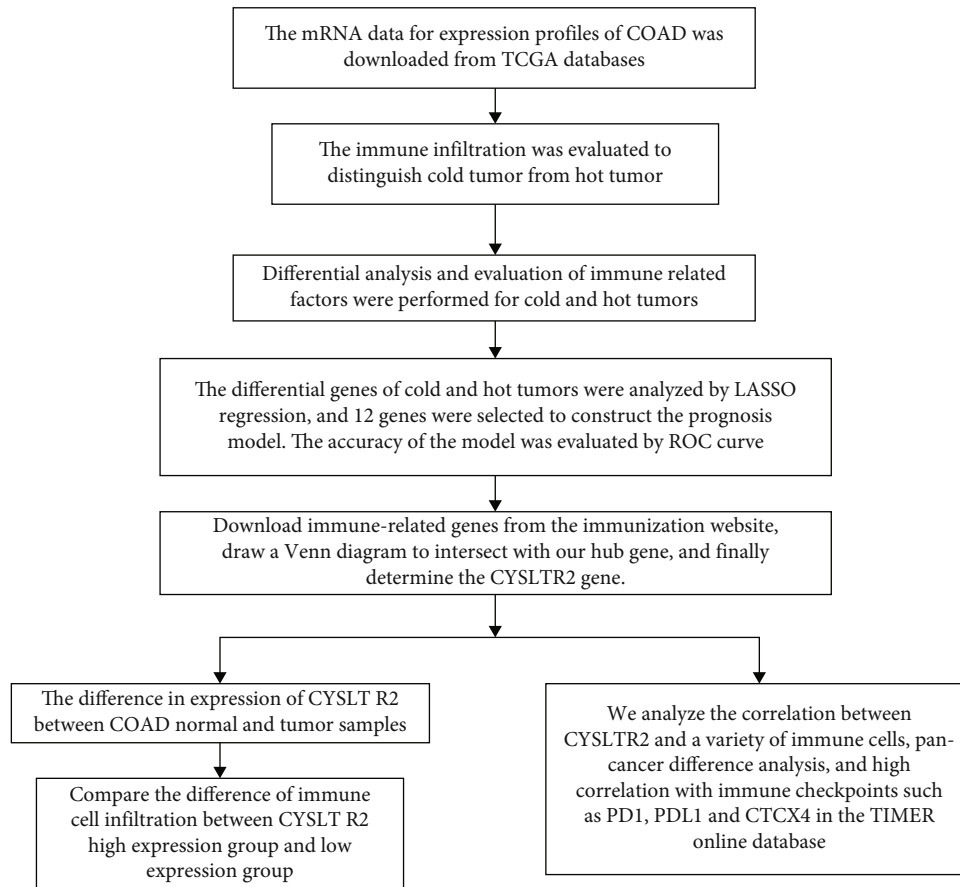 The mRNA data for expression profiles of COAD was
downloaded from TCGA databases
The immune infiltration was evaluated to
distinguish cold tumor from hot tumor
Differential analysis and evaluation of immune related
factors were performed for cold and hot tumors
The differential genes of cold and hot tumors were analyzed by LASSO
regression, and 12 genes were selected to construct the prognosis
model. The accuracy of the model was evaluated by ROC curve
Download immune-related genes from the immunization website,
draw a Venn diagram to intersect with our hub gene, and finally
determine the CYSLTR2 gene.
The difference in expression of CYSLT R2
between COAD normal and tumor samples
Compare the difference of immune
cell infiltration between CYSLT R2
high expression group and low
expression group
We analyze the correlation between
CYSLTR2 and a variety of immune cells, pan-
cancer difference analysis, and high
correlation with immune checkpoints such
as PD1, PDL1 and CTCX4 in the TIMER
online database